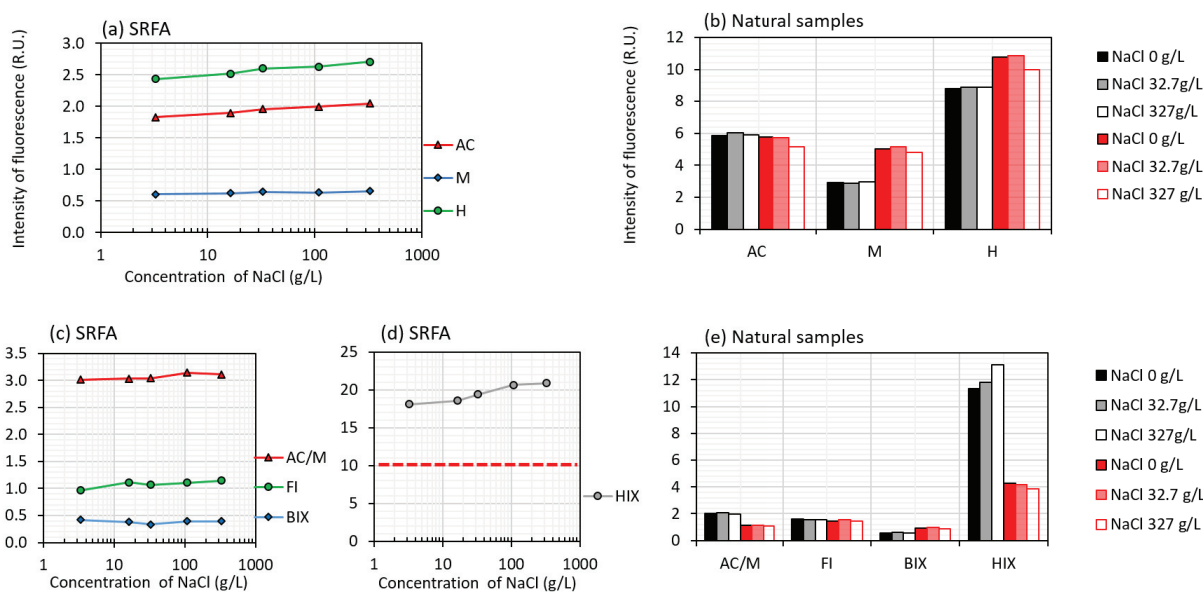 (a) SRFA
Intensity of fluorescence (R.U.)
3.0
2.5
2.0
1.5
1.0
0.5
0.0
1
10
100
1000
Concentration of NaCl (g/L)
AC
M
H
(b) Natural samples
Intensity of fluorescence (R.U.)
12
10
8
6
4
2
0
AC
M
H
NaCl 0 g/L
NaCl 32.7g/L
NaCl 327g/L
NaCl 0 g/L
NaCl 32.7g/L
NaCl 327 g/L
(c) SRFA
3.5
3.0
2.5
2.0
1.5
1.0
0.5
0.0
1
10
100
1000
Concentration of NaCl (g/L)
AC/M
FI
BIX
(d) SRFA
25
20
15
10
5
0
1
10
100
1000
Concentration of NaCl (g/L)
HIX
(e) Natural samples
14
12
10
8
6
4
2
0
AC/M
FI
BIX
HIX
NaCl 0 g/L
NaCl 32.7g/L
NaCl 327g/L
NaCl 0 g/L
NaCl 32.7 g/L
NaCl 327 g/L